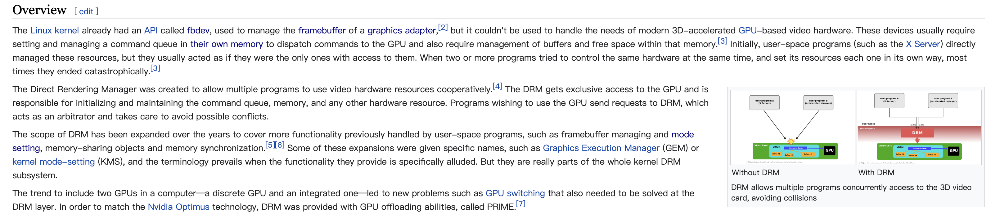 Overview [ edit ]
The Linux kernel already had an API called fbdev, used to manage the framebuffer of a graphics adapter,[2] but it couldn't be used to handle the needs of modern 3D-accelerated GPU-based video hardware. These devices usually require
setting and managing a command queue in their own memory to dispatch commands to the GPU and also require management of buffers and free space within that memory.[3] Initially, user-space programs (such as the X Server) directly
managed these resources, but they usually acted as if they were the only ones with access to them. When two or more programs tried to control the same hardware at the same time, and set its resources each one in its own way, most
times they ended catastrophically.[3]
The Direct Rendering Manager was created to allow multiple programs to use video hardware resources cooperatively.[4] The DRM gets exclusive access to the GPU and is
responsible for initializing and maintaining the command queue, memory, and any other hardware resource. Programs wishing to use the GPU send requests to DRM, which
acts as an arbitrator and takes care to avoid possible conflicts.
The scope of DRM has been expanded over the years to cover more functionality previously handled by user-space programs, such as framebuffer managing and mode
setting, memory-sharing objects and memory synchronization.[5][6] Some of these expansions were given specific names, such as Graphics Execution Manager (GEM) or
kernel mode-setting (KMS), and the terminology prevails when the functionality they provide is specifically alluded. But they are really parts of the whole kernel DRM
subsystem.
The trend to include two GPUs in a computer—a discrete GPU and an integrated one—led to new problems such as GPU switching that also needed to be solved at the
DRM layer. In order to match the Nvidia Optimus technology, DRM was provided with GPU offloading abilities, called PRIME.[7]
user program A
(X Server)
user program B
(accelerated mplayer)
Video Card
VRAM
Command Queue
GPU
Buffer #1
Buffer #2
Without DRM
user program A
(X Server)
user program B
(accelerated mplayer)
User space
Kernel space
DRM
Video Card
VRAM
Command Queue
GPU
Buffer #1
Buffer #2
With DRM
DRM allows multiple programs concurrently access to the 3D video
card, avoiding collisions